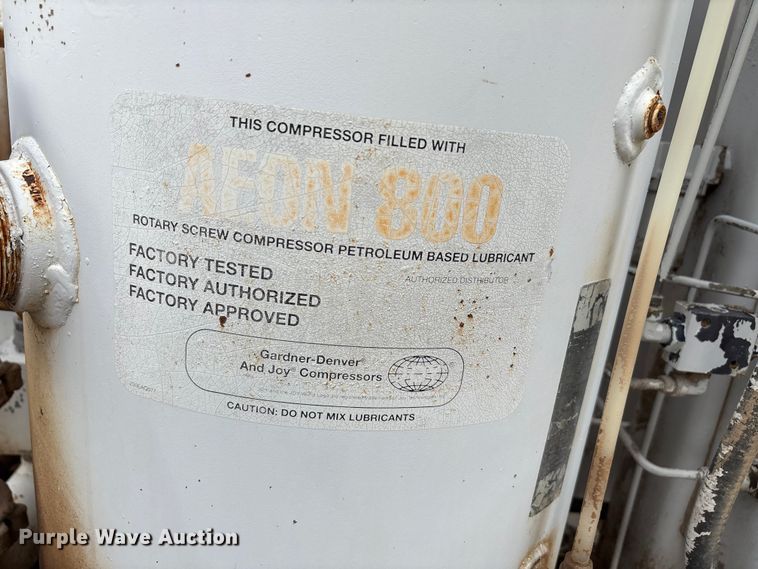 THIS COMPRESSOR FILLED WITH
AEON 800
ROTARY SCREW COMPRESSOR PETROLEUM BASED LUBRICANT
AUTHORIZED DISTRIBUTOR
FACTORY TESTED
FACTORY AUTHORIZED
FACTORY APPROVED
Gardner-Denver®
And Joy® Compressors
CAUTION: DO NOT MIX LUBRICANTS
Purple Wave Auction